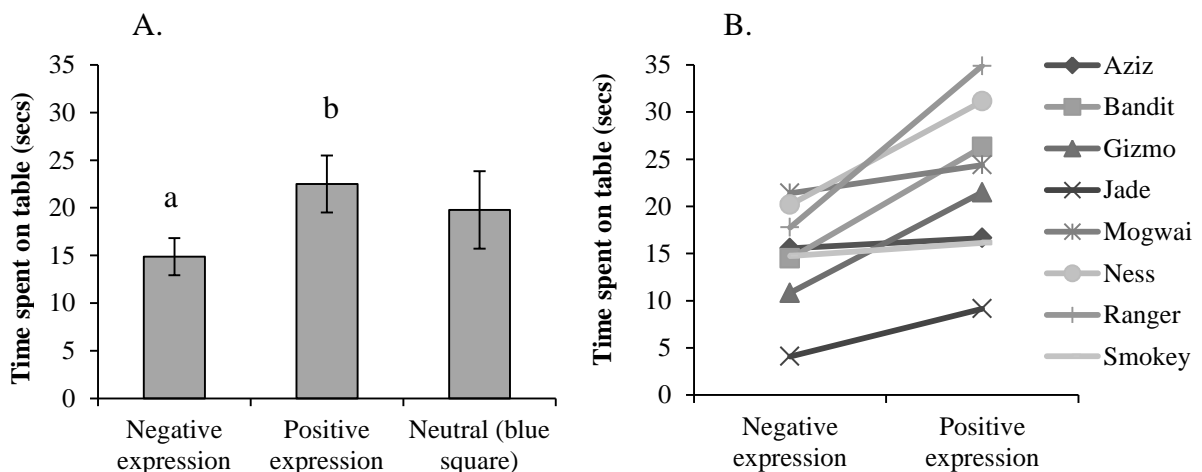 A.
Time spent on table (secs)
35
30
25
20
15
10
5
0
a
b
Negative
expression
Positive
expression
Neutral (blue
square)
B.
Time spent on table (secs)
35
30
25
20
15
10
5
0
Negative
expression
Positive
expression
Aziz
Bandit
Gizmo
Jade
Mogwai
Ness
Ranger
Smokey